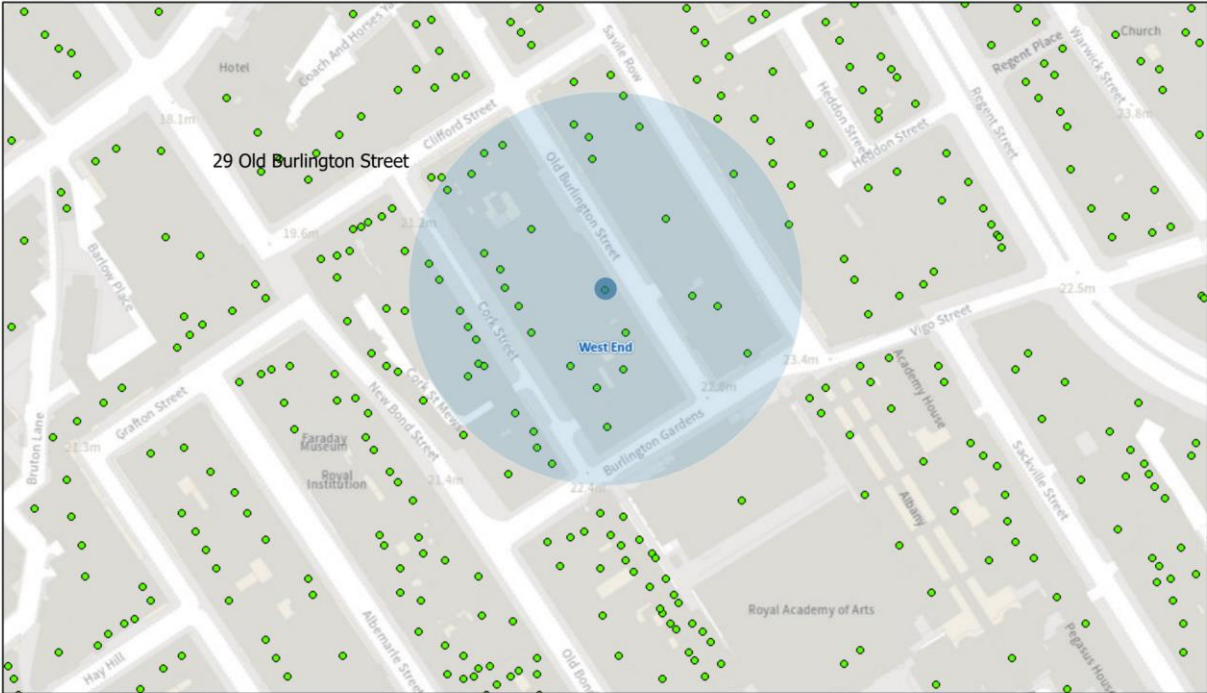 Coach And Horses Ya
Hotel
Savile Row
Regent Place
Warwick Street
Church
18.1m
Clifford Street
Heddon Street
Regent Street
23.8m
Heddon Street
29 Old Burlington Street
Old Burlington Street
21.2m
19.6m
Barlow Place
22.5m
Vigo Street
Cork Street
West End
23.4m
Academy House
22.8m
Cork St Mews
New Bond Street
Grafton Street
Burlington Gardens
Bruton Lane
21.3m
Faraday
Museum
Royal
Institution
21.4m
22.4m
Sackville Street
Albany
Royal Academy of Arts
Albemarle Street
Old Bon
Pegasus House
Hay Hill